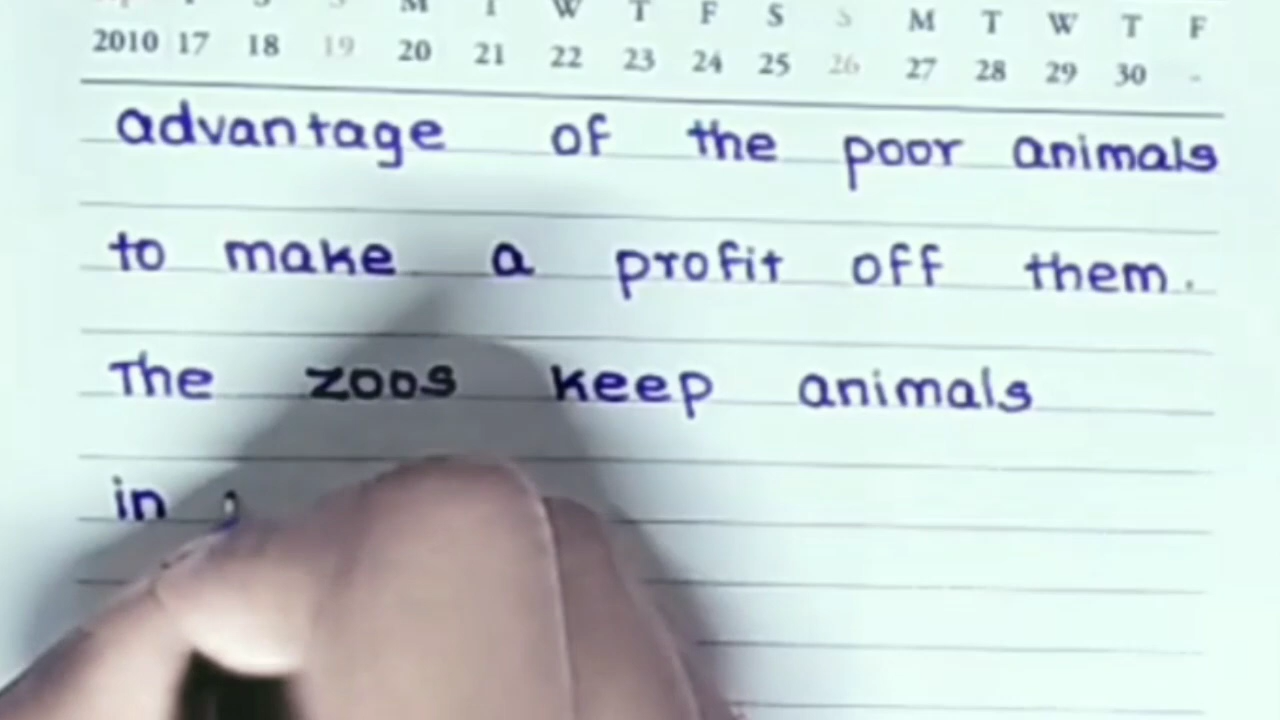 M T W T F S S M T W T F
2010 17 18 19 20 21 22 23 24 25 26 27 28 29 30 -
advantage of the poor animals
to make a profit off them.
The zoos keep animals
in